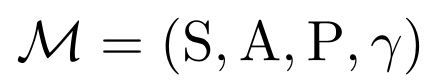 ℳ = (S, A, P, γ)